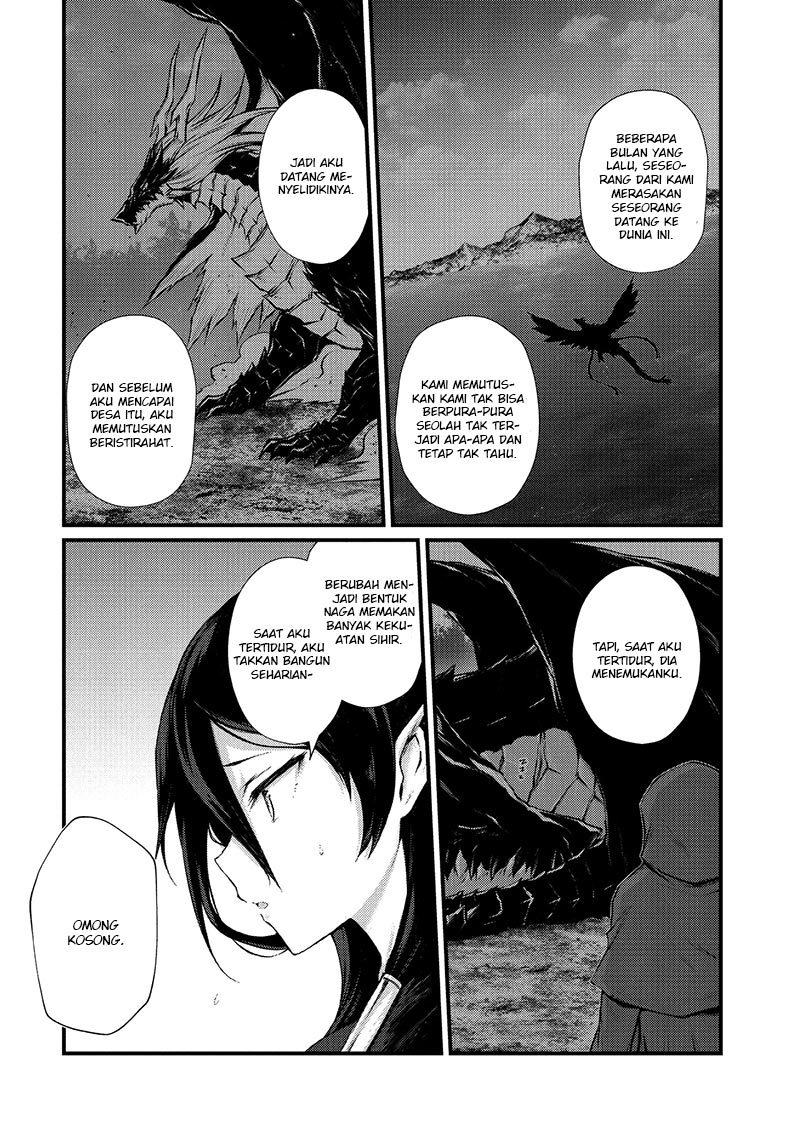 BEBERAPA
BULAN YANG
LALU, SESEO-
RANG DARI KAMI
MERASAKAN
SESEORANG
DATANG KE
DUNIA INI.
KAMI MEMUTUS-
KAN KAMI TAK BISA
BERPURA-PURA
SEOLAH TAK TER-
JADI APA-APA DAN
TETAP TAK TAHU.
JADI AKU
DATANG ME-
NYELIDIKINYA.
DAN SEBELUM
AKU MENCAPAI
DESA ITU, AKU
MEMUTUSKAN
BERISTIRAHAT.
TAPI, SAAT AKU
TERTIDUR, DIA
MENEMUKANKU.
BERUBAH MEN-
JADI BENTUK
NAGA MEMAKAN
BANYAK KEKU-
ATAN SIHIR.
SAAT AKU
TERTIDUR, AKU
TAKKAN BANGUN
SEHARIAN-
OMONG
KOSONG.